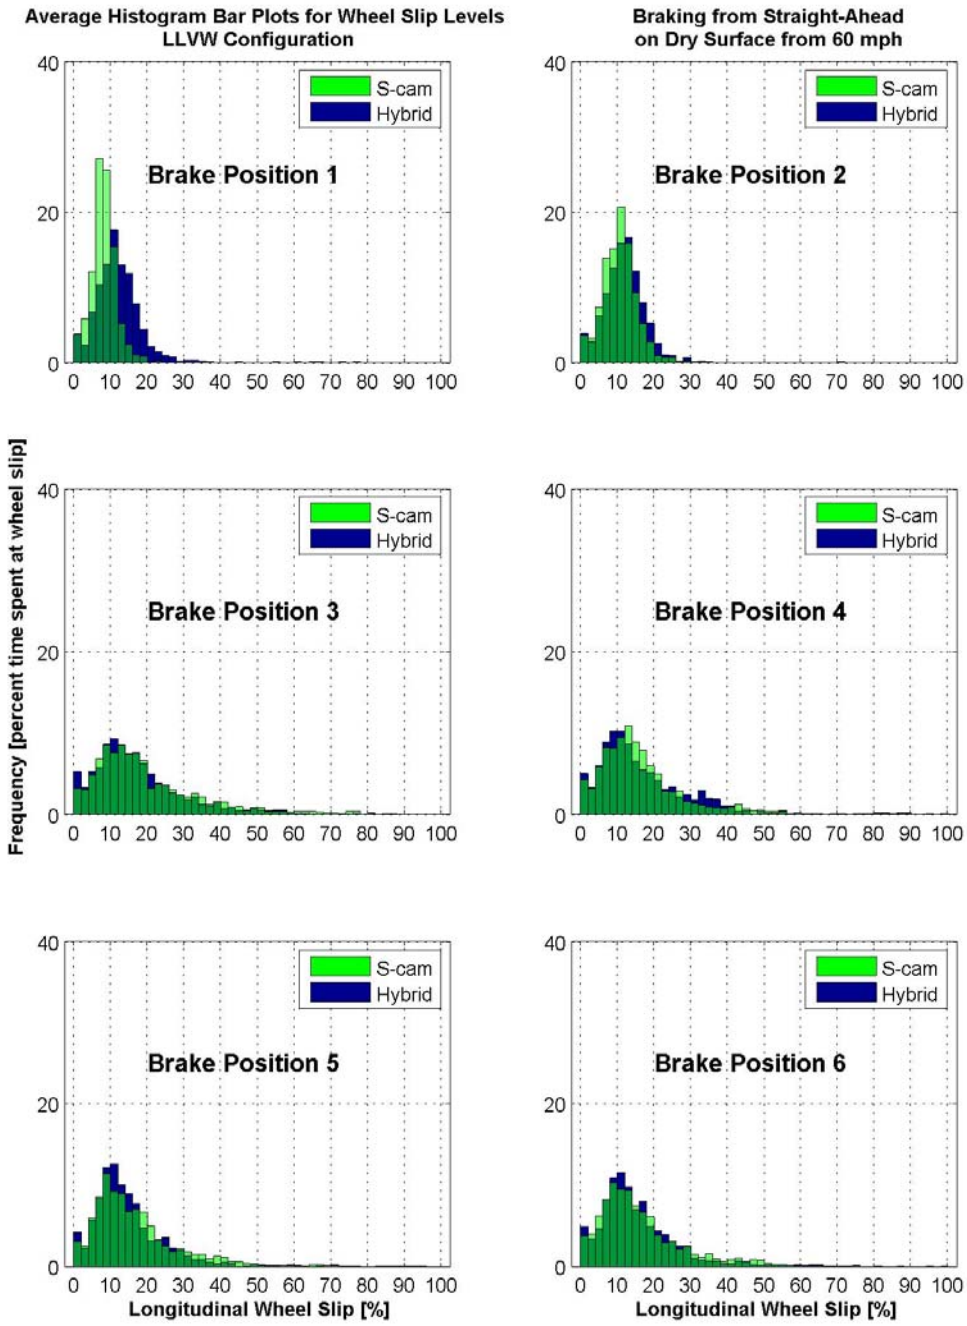 Average Histogram Bar Plots for Wheel Slip Levels
LLVW Configuration
Braking from Straight-Ahead
on Dry Surface from 60 mph
40
20
0
S-cam
Hybrid
Brake Position 1
0 10 20 30 40 50 60 70 80 90 100
40
20
0
S-cam
Hybrid
Brake Position 2
0 10 20 30 40 50 60 70 80 90 100
Frequency [percent time spent at wheel slip]
40
20
0
S-cam
Hybrid
Brake Position 3
0 10 20 30 40 50 60 70 80 90 100
40
20
0
S-cam
Hybrid
Brake Position 4
0 10 20 30 40 50 60 70 80 90 100
40
20
0
S-cam
Hybrid
Brake Position 5
0 10 20 30 40 50 60 70 80 90 100
Longitudinal Wheel Slip [%]
40
20
0
S-cam
Hybrid
Brake Position 6
0 10 20 30 40 50 60 70 80 90 100
Longitudinal Wheel Slip [%]